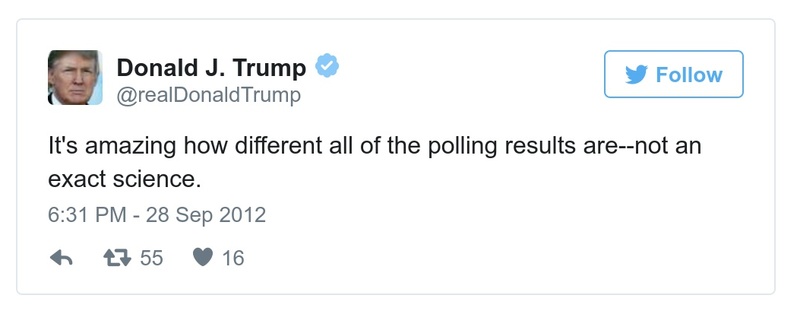 Donald J. Trump
@realDonaldTrump
Follow
It's amazing how different all of the polling results are--not an
exact science.
6:31 PM - 28 Sep 2012
55 16